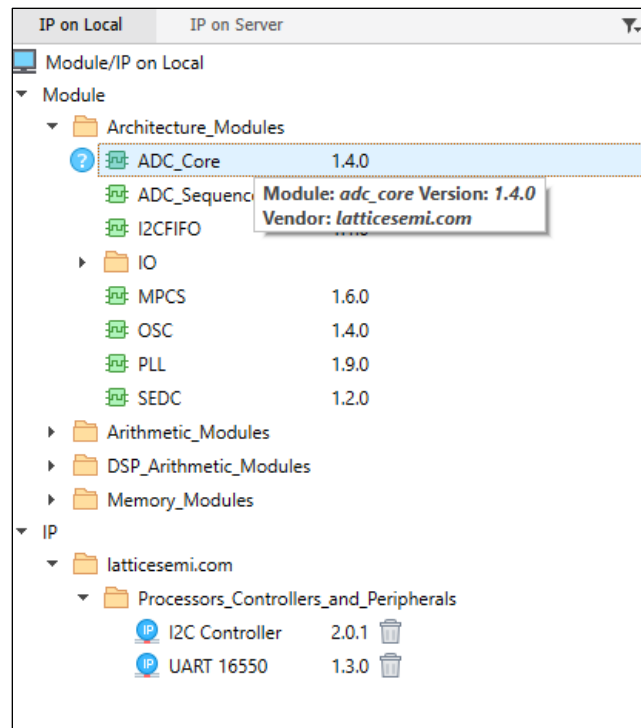 IP on Local IP on Server
Module/IP on Local
Module
Architecture_Modules
? ADC_Core 1.4.0
ADC_Sequence
Module: adc_core Version: 1.4.0
Vendor: latticesemi.com
I2CFIFO
IO
MPCS 1.6.0
OSC 1.4.0
PLL 1.9.0
SEDC 1.2.0
Arithmetic_Modules
DSP_Arithmetic_Modules
Memory_Modules
IP
latticesemi.com
Processors_Controllers_and_Peripherals
IP I2C Controller 2.0.1
IP UART 16550 1.3.0